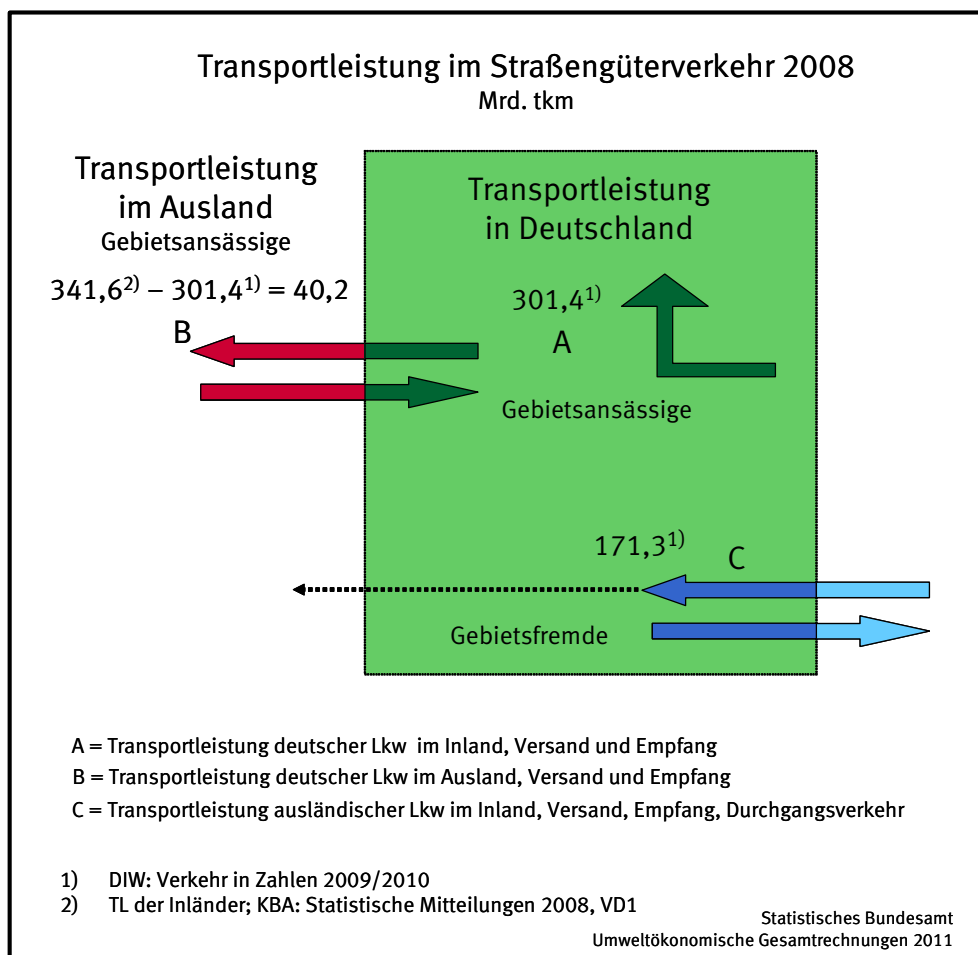 Transportleistung im Straßengüterverkehr 2008
Mrd. tkm
Transportleistung
im Ausland
Gebietsansässige
341,6²⁾ – 301,4¹⁾ = 40,2
B
Transportleistung
in Deutschland
301,4¹⁾
A
Gebietsansässige
171,3¹⁾
C
Gebietsfremde
A = Transportleistung deutscher Lkw im Inland, Versand und Empfang
B = Transportleistung deutscher Lkw im Ausland, Versand und Empfang
C = Transportleistung ausländischer Lkw im Inland, Versand, Empfang, Durchgangsverkehr
1) DIW: Verkehr in Zahlen 2009/2010
2) TL der Inländer; KBA: Statistische Mitteilungen 2008, VD1
Statistisches Bundesamt
Umweltökonomische Gesamtrechnungen 2011